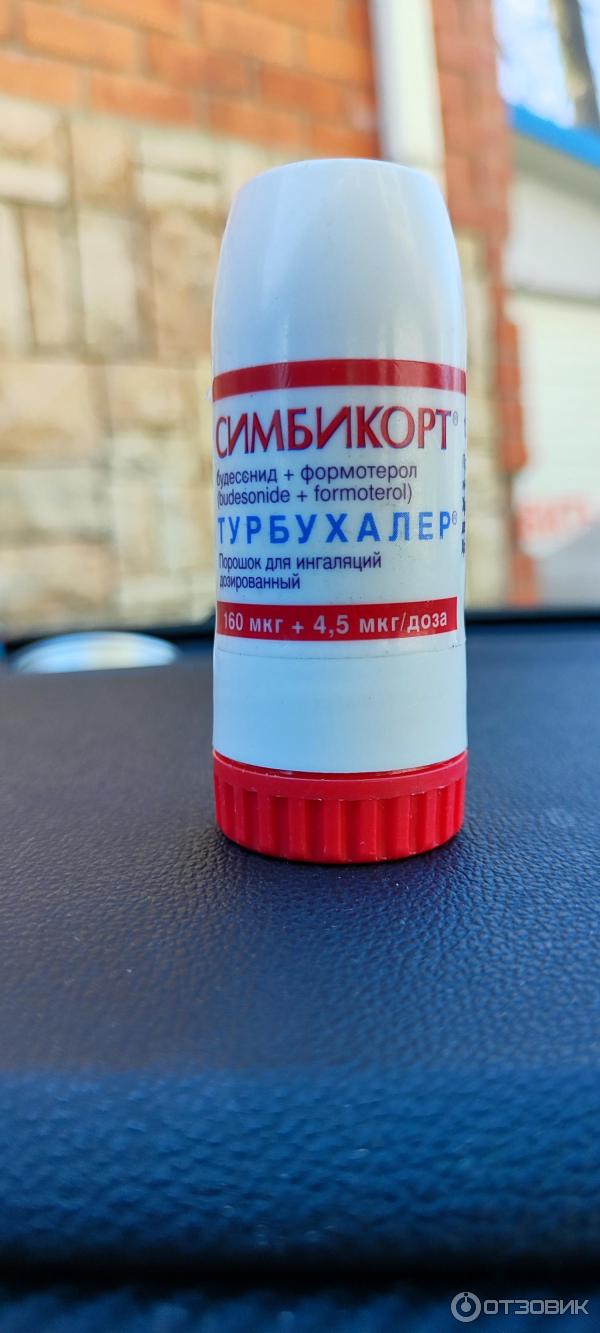 СИМБИКОРТ®
будесонид + формотерол
(budesonide + formoterol)
ТУРБУХАЛЕР®
Порошок для ингаляций
дозированный
160 мкг + 4,5 мкг/доза
ОТЗОВИК